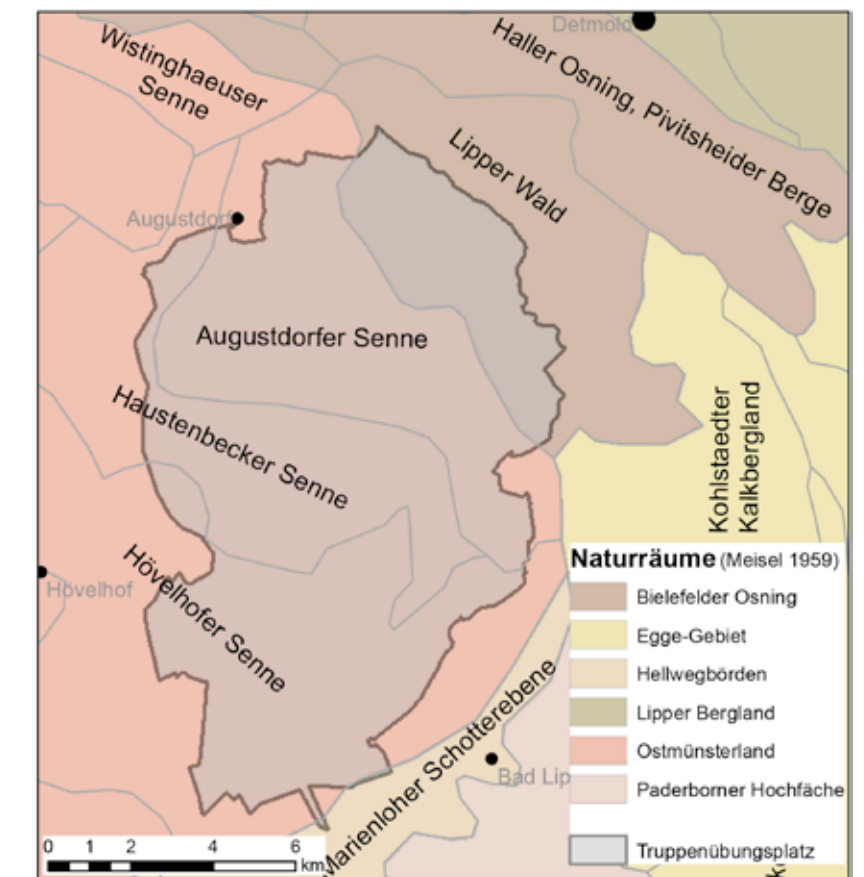 Detmold
Wistinghaeuser
Senne
Haller Osning, Pivitsheider Berge
Lipper Wald
Augustdorf
Augustdorfer Senne
Haustenbecker Senne
Kohlstaedter
Kalkbergland
Hövelhofer Senne
Hövelhof
Naturräume (Meisel 1959)
Bielefelder Osning
Egge-Gebiet
Hellwegbörden
Lipper Bergland
Ostmünsterland
Paderborner Hochfäche
Truppenübungsplatz
Marienloher Schotterebene
Bad Lip
0 1 2 4 6
km